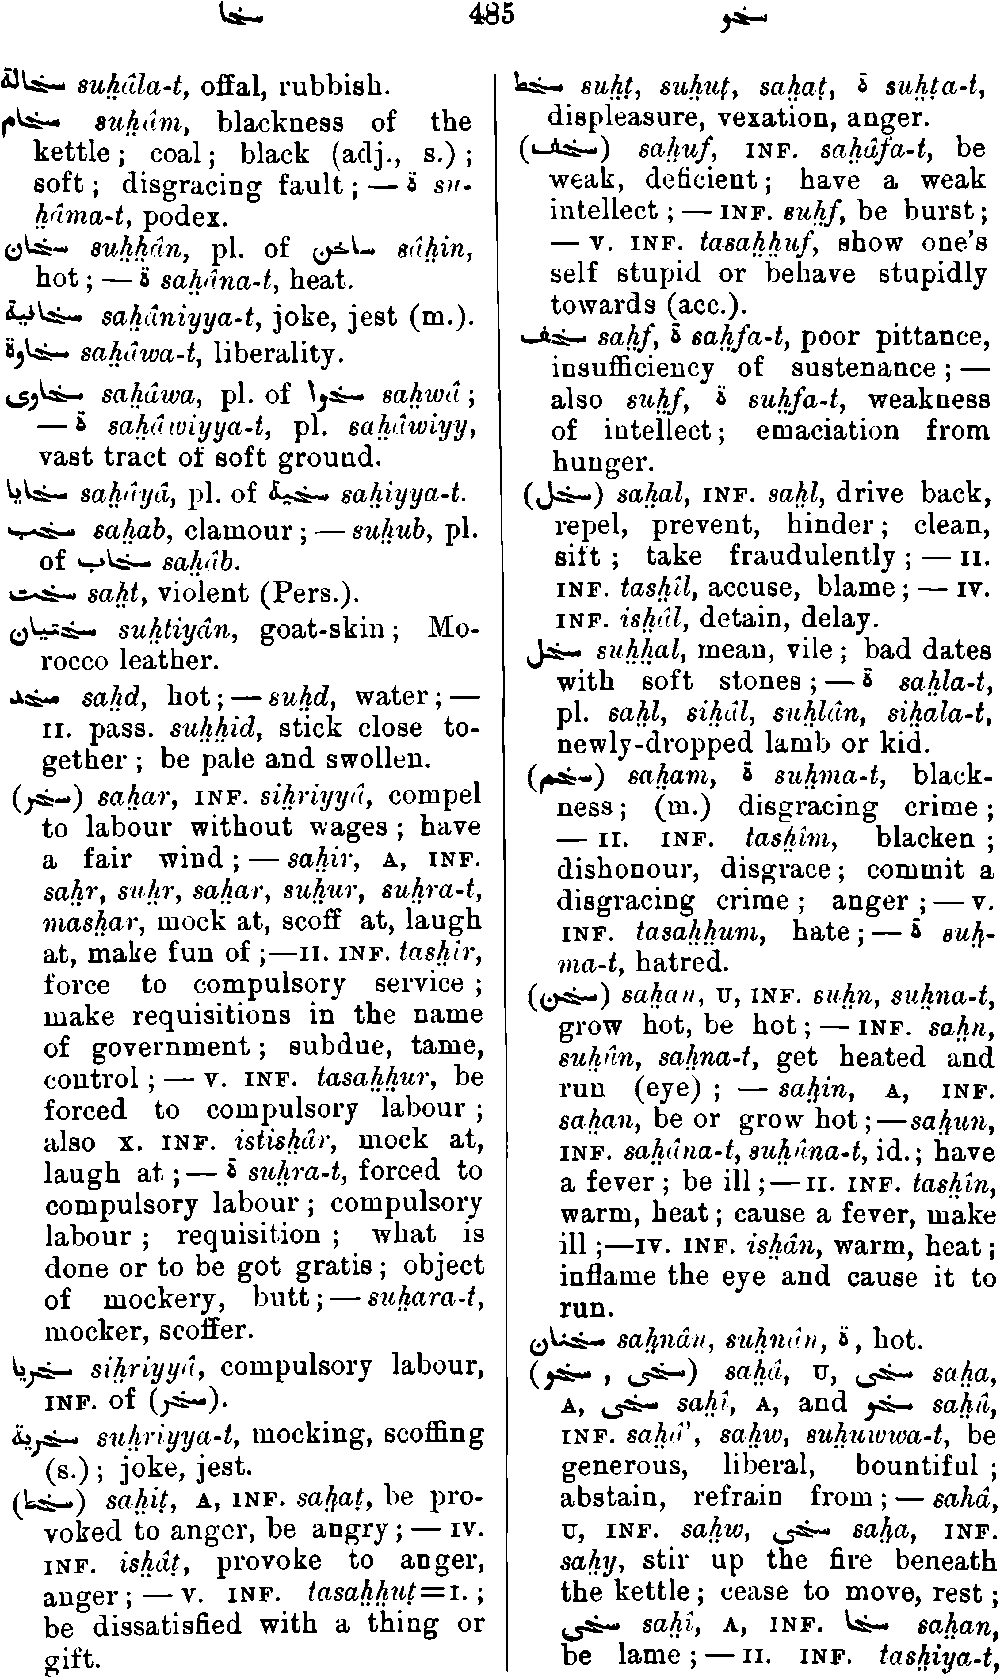 سخا 485 سخو
سخالة suḫâla-t, offal, rubbish.
سخام suḫâm, blackness of the
kettle; coal; black (adj., s.);
soft; disgracing fault; — ة su-
ḫâma-t, podex.
سخان suḫḫân, pl. of ساخن sâḫin,
hot; — ة saḫâna-t, heat.
سخانية saḫâniyya-t, joke, jest (m.).
سخاوة saḫâwa-t, liberality.
سخاوى saḫâwa, pl. of سخوا saḫwâ;
— ة saḫâwiyya-t, pl. saḫâwiyy,
vast tract of soft ground.
سخايا saḫâyâ, pl. of سخية saḫiyya-t.
سخب saḫab, clamour; — suḫub, pl.
of سخاب saḫâb.
سخت saḫt, violent (Pers.).
سختيان suḫtiyân, goat-skin; Mo-
rocco leather.
سخد saḫd, hot; — suḫd, water; —
II. pass. suḫḫid, stick close to-
gether; be pale and swollen.
(سخر) saḫar, INF. siḫriyyâ, compel
to labour without wages; have
a fair wind; — saḫir, A, INF.
saḫr, suḫr, saḫar, suḫur, suḫra-t,
masḫar, mock at, scoff at, laugh
at, make fun of; — II. INF. tasḫîr,
force to compulsory service;
make requisitions in the name
of government; subdue, tame,
control; — V. INF. tasaḫḫur, be
forced to compulsory labour;
also X. INF. istisḫâr, mock at,
laugh at; — ة suḫra-t, forced to
compulsory labour; compulsory
labour; requisition; what is
done or to be got gratis; object
of mockery, butt; — suḫara-t,
mocker, scoffer.
سخريا siḫriyyâ, compulsory labour,
INF. of (سخر).
سخرية suḫriyya-t, mocking, scoffing
(s.); joke, jest.
(سخط) saḫiṭ, A, INF. saḫaṭ, be pro-
voked to anger, be angry; — IV.
INF. isḫâṭ, provoke to anger,
anger; — V. INF. tasaḫḫuṭ=I.;
be dissatisfied with a thing or
gift.
سخط suḫṭ, suḫuṭ, saḫaṭ, ة suḫṭa-t,
displeasure, vexation, anger.
(سخف) saḫuf, INF. saḫâfa-t, be
weak, deficient; have a weak
intellect; — INF. suḫf, be burst;
— V. INF. tasaḫḫuf, show one's
self stupid or behave stupidly
towards (acc.).
سخف saḫf, ة saḫfa-t, poor pittance,
insufficiency of sustenance; —
also suḫf, ة suḫfa-t, weakness
of intellect; emaciation from
hunger.
(سخل) saḫal, INF. saḫl, drive back,
repel, prevent, hinder; clean,
sift; take fraudulently; — II.
INF. tasḫîl, accuse, blame; — IV.
INF. isḫâl, detain, delay.
سخل suḫḫal, mean, vile; bad dates
with soft stones; — ة saḫla-t,
pl. saḫl, siḫâl, suḫlân, siḫala-t,
newly-dropped lamb or kid.
(سخم) saḫam, ة suḫma-t, black-
ness; (m.) disgracing crime;
— II. INF. tasḫîm, blacken;
dishonour, disgrace; commit a
disgracing crime; anger; — V.
INF. tasaḫḫum, hate; — ة suḫ-
ma-t, hatred.
(سخن) saḫan, U, INF. suḫn, suḫna-t,
grow hot, be hot; — INF. saḫn,
suḫûn, saḫna-t, get heated and
run (eye); — saḫin, A, INF.
saḫan, be or grow hot; — saḫun,
INF. saḫâna-t, suḫûna-t, id.; have
a fever; be ill; — II. INF. tasḫîn,
warm, heat; cause a fever, make
ill; — IV. INF. isḫân, warm, heat;
inflame the eye and cause it to
run.
سخنان saḫnân, suḫnân, ة, hot.
(سخو , سخى) saḫâ, U, سخى saḫa,
A, سخى saḫî, A, and سخو saḫû,
INF. saḫâ', saḫw, suḫuwwa-t, be
generous, liberal, bountiful;
abstain, refrain from; — saḫâ,
U, INF. saḫw, سخى saḫa, INF.
saḫy, stir up the fire beneath
the kettle; cease to move, rest;
سخى saḫî, A, INF. سخا saḫan,
be lame; — II. INF. tasḫiya-t,